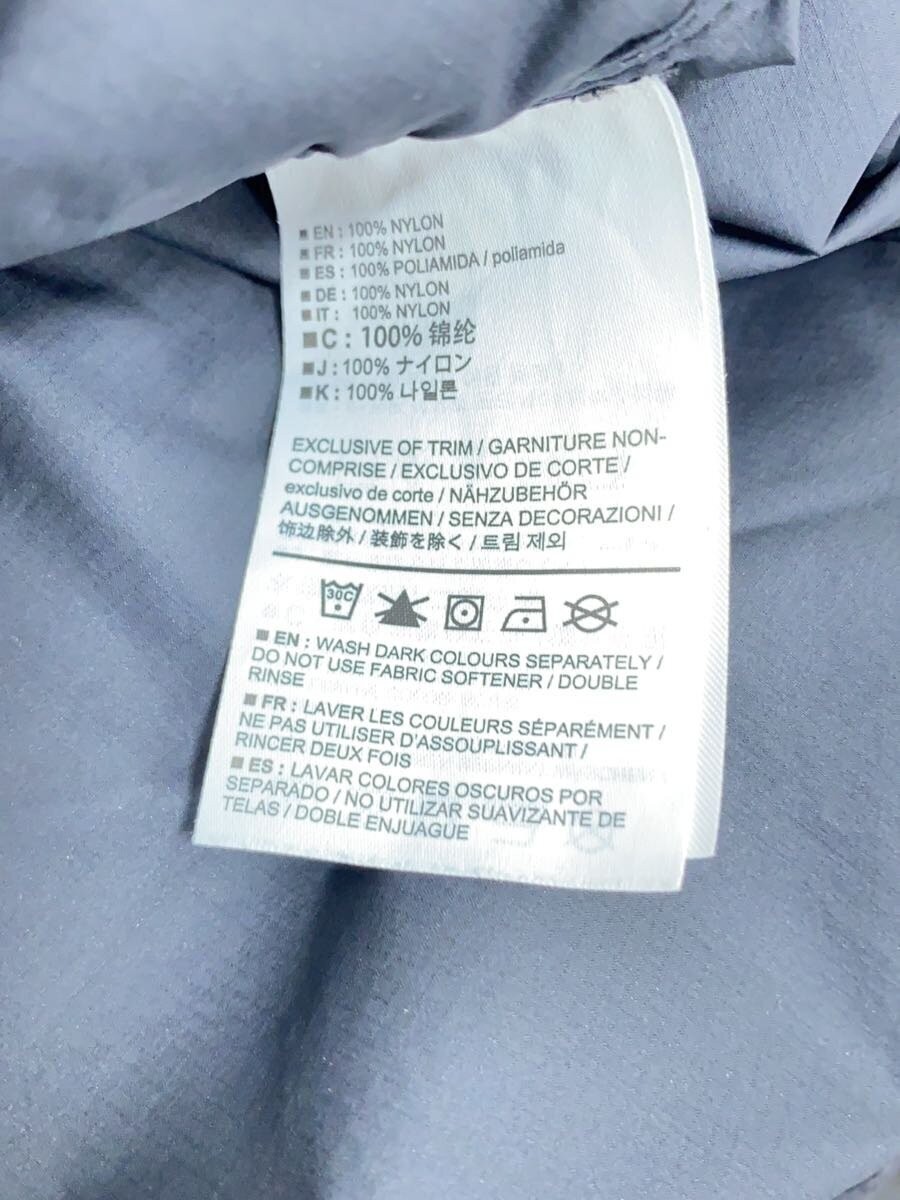 ■ EN : 100% NYLON
■ FR : 100% NYLON
■ ES : 100% POLIAMIDA / poliamida
■ DE : 100% NYLON
■ IT : 100% NYLON
■ C : 100% 锦纶
■ J : 100% ナイロン
■ K : 100% 나일론
EXCLUSIVE OF TRIM / GARNITURE NON-
COMPRISE / EXCLUSIVO DE CORTE /
exclusivo de corte / NÄHZUBEHÖR
AUSGENOMMEN / SENZA DECORAZIONI /
饰边除外 / 装飾を除く / 트림 제외
30C
■ EN : WASH DARK COLOURS SEPARATELY /
DO NOT USE FABRIC SOFTENER / DOUBLE
RINSE
■ FR : LAVER LES COULEURS SÉPARÉMENT /
NE PAS UTILISER D'ASSOUPLISSANT /
RINCER DEUX FOIS
■ ES : LAVAR COLORES OSCUROS POR
SEPARADO / NO UTILIZAR SUAVIZANTE DE
TELAS / DOBLE ENJUAGUE